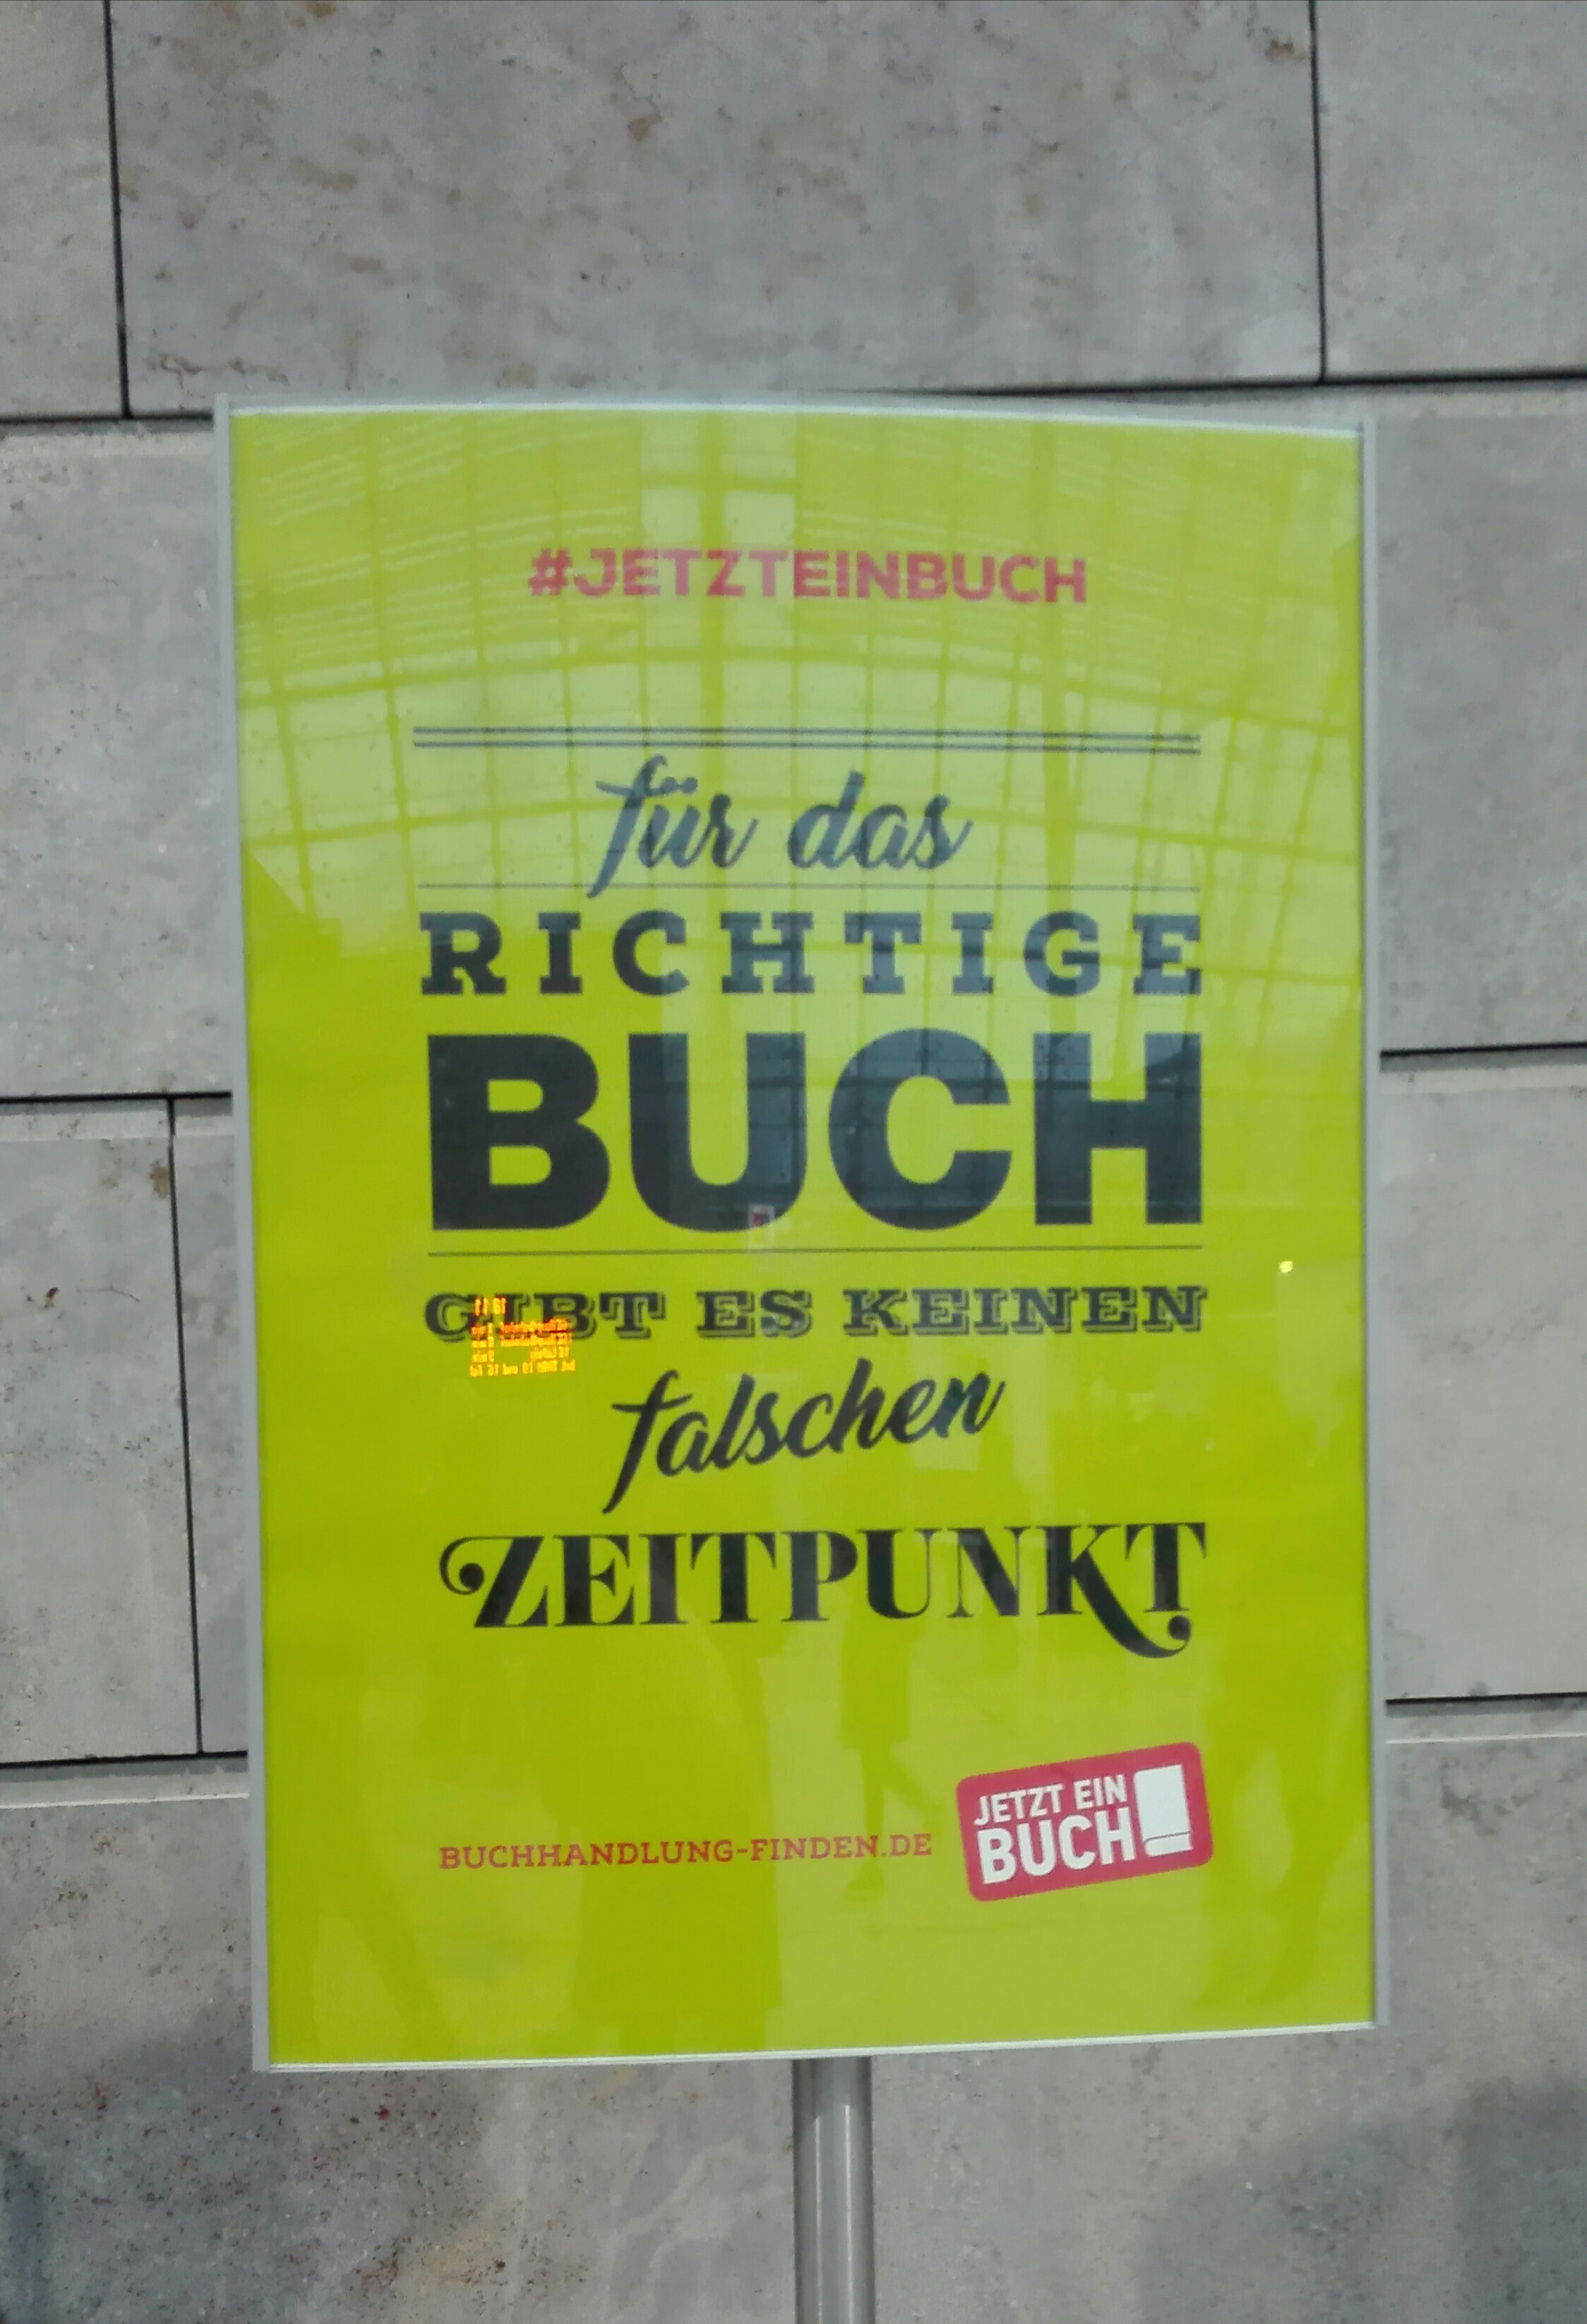 #JETZTEINBUCH
für das
RICHTIGE
BUCH
GIBT ES KEINEN
falschen
ZEITPUNKT
BUCHHANDLUNG-FINDEN.DE
JETZT EIN
BUCH